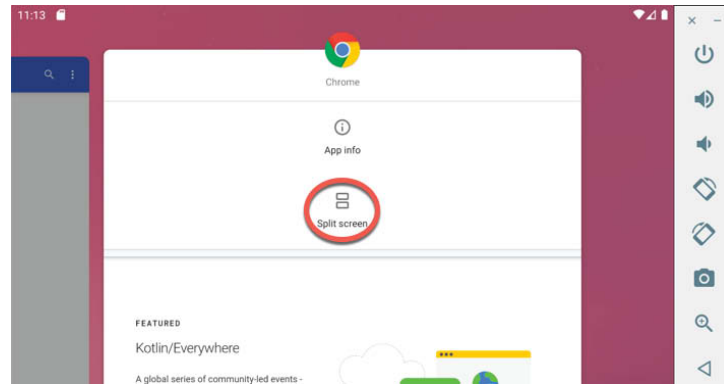 11:13
Chrome
App info
Split screen
FEATURED
Kotlin/Everywhere
A global series of community-led events -